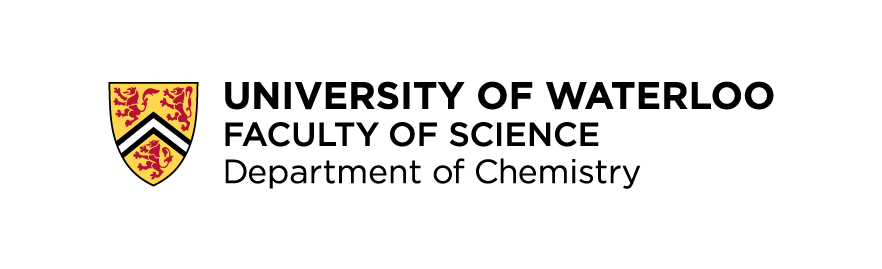 UNIVERSITY OF WATERLOO
FACULTY OF SCIENCE
Department of Chemistry